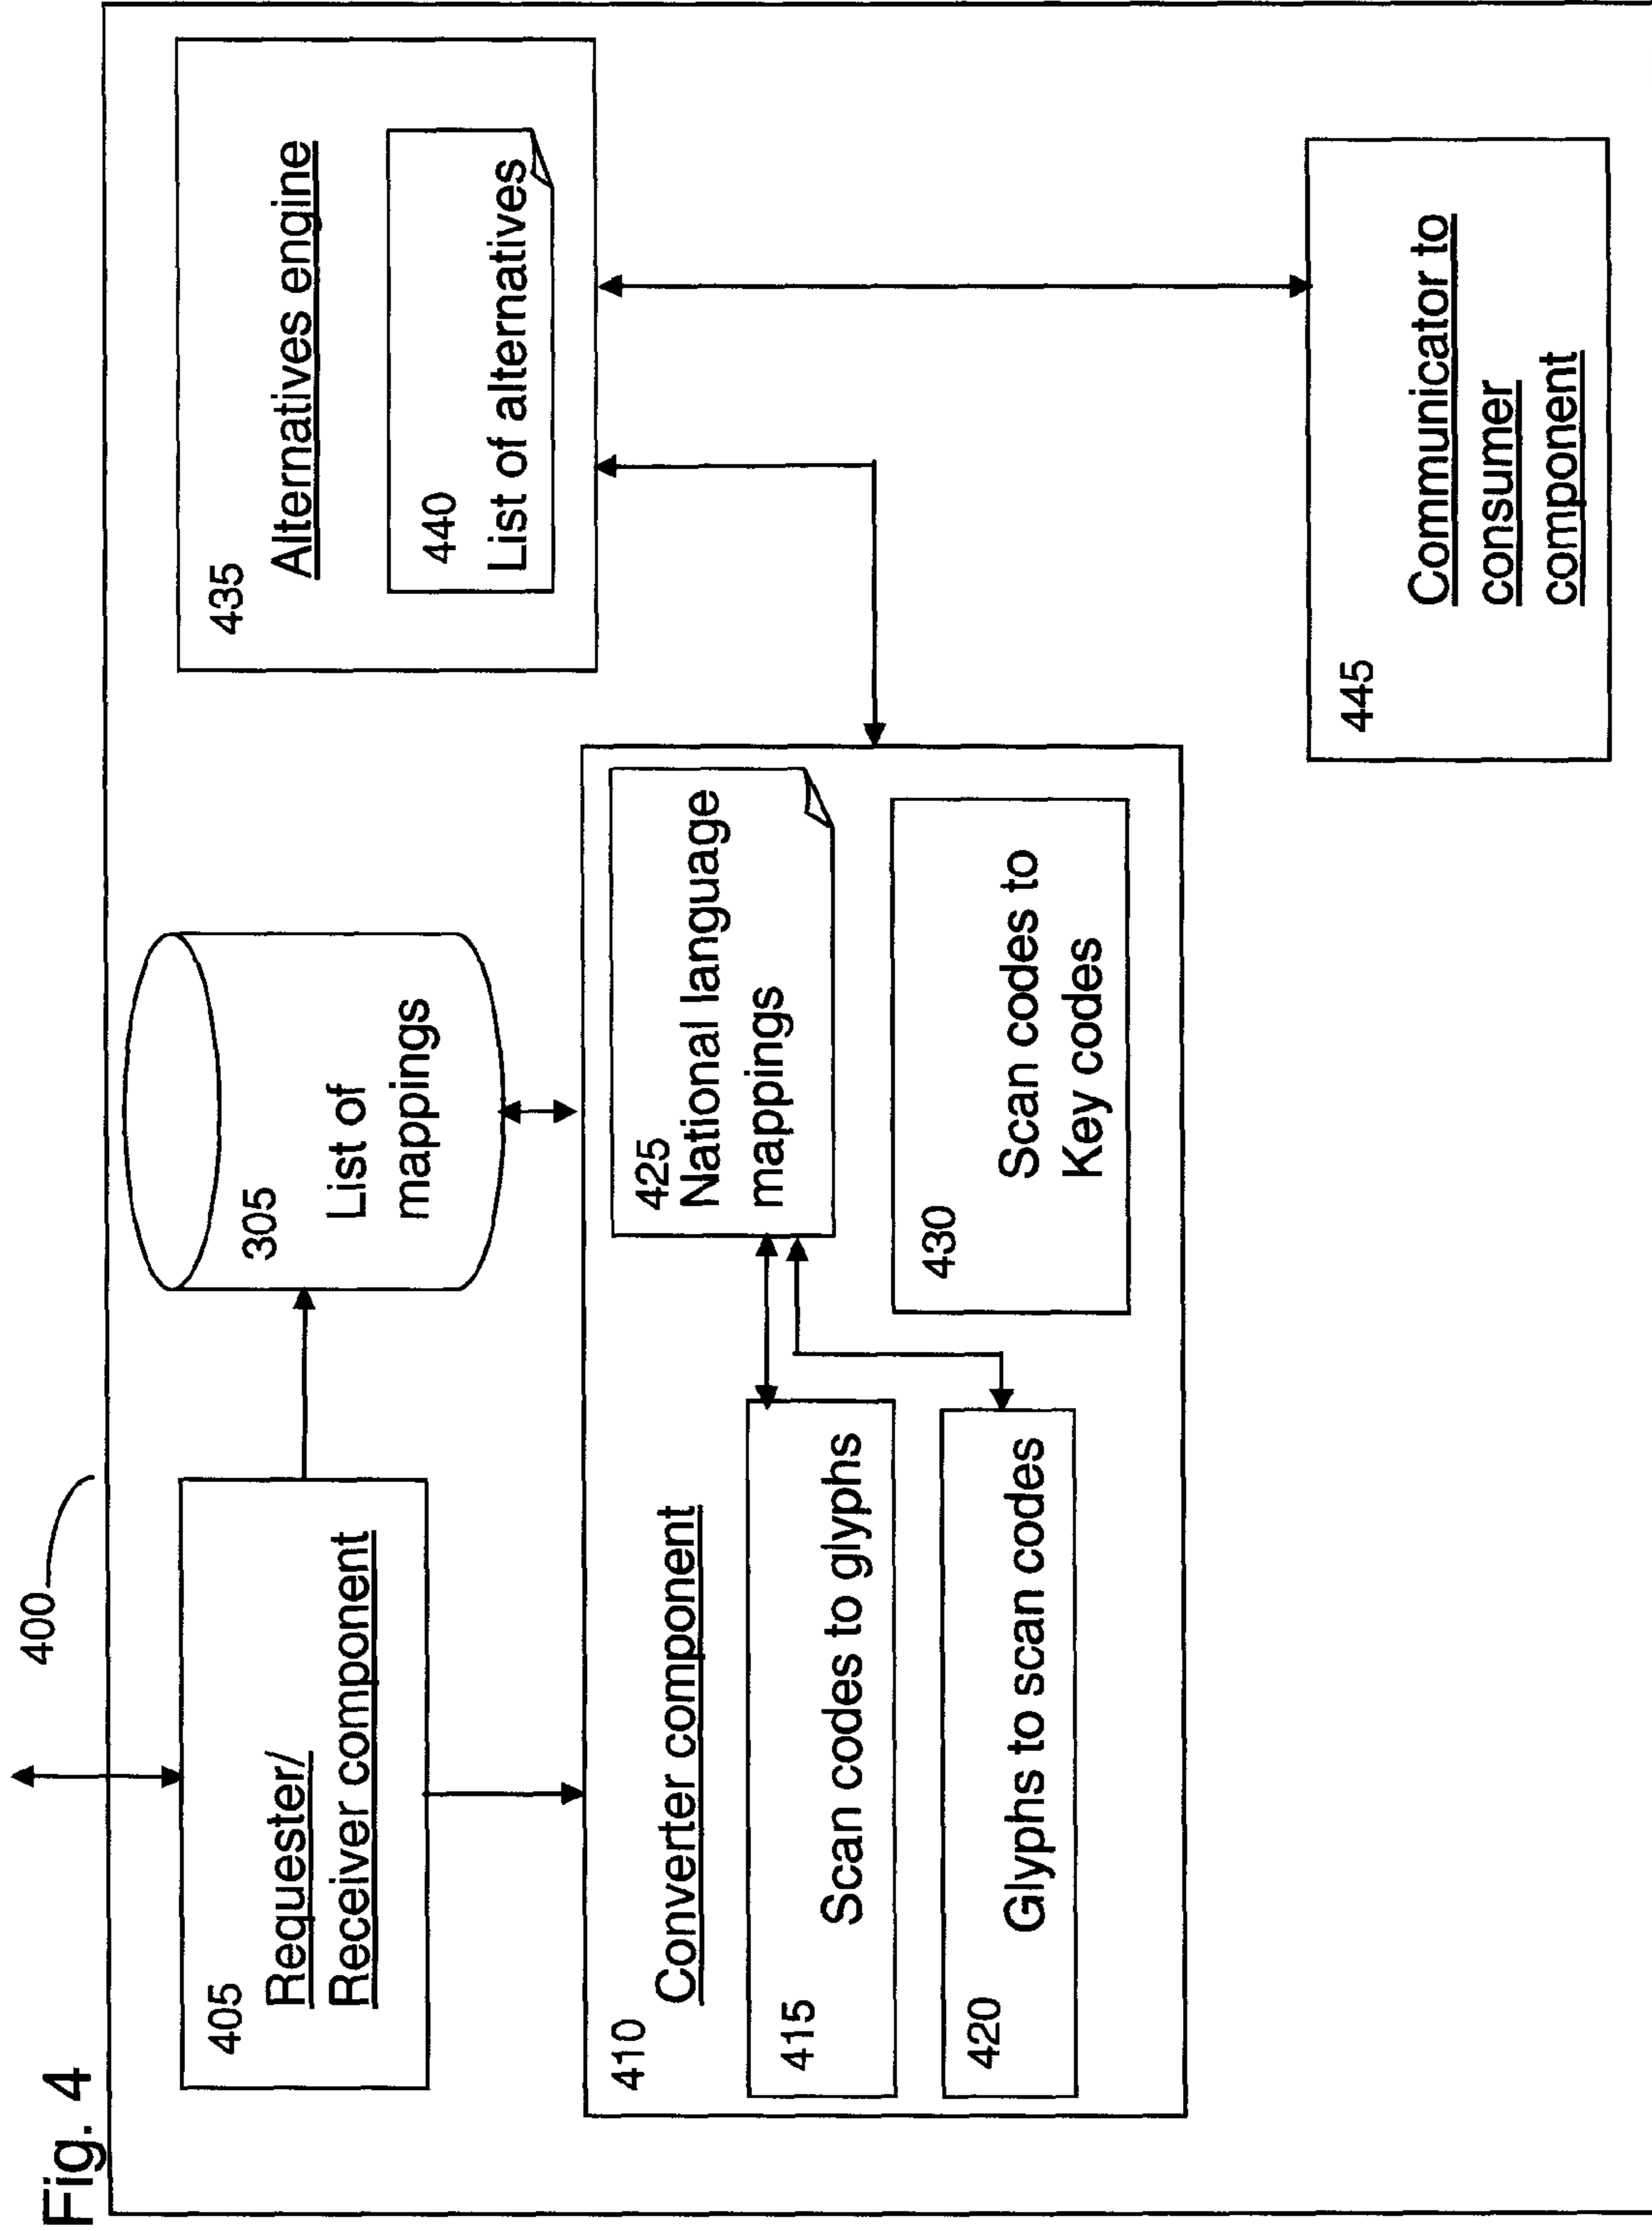 Fig. 4
400
405
Requester/
Receiver component
305
List of
mappings
435
Alternatives engine
440
List of alternatives
410
Converter component
415
Scan codes to glyphs
420
Glyphs to scan codes
425
National language
mappings
430
Scan codes to
Key codes
445
Communicator to
consumer
component